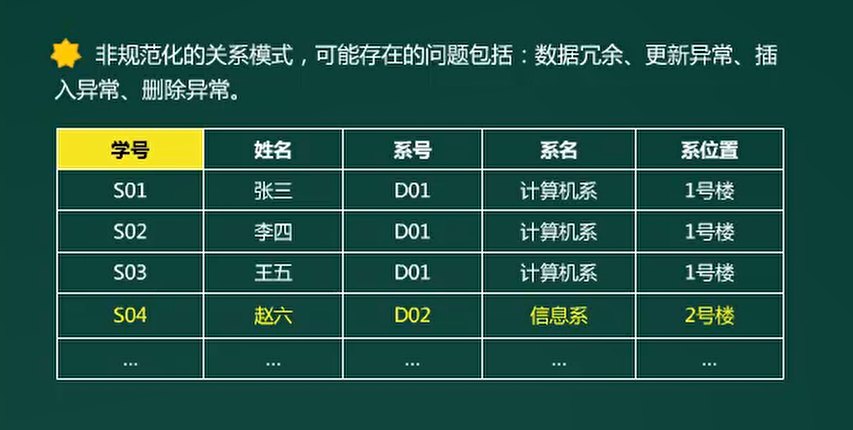 非规范化的关系模式，可能存在的问题包括：数据冗余、更新异常、插
入异常、删除异常。
学号 姓名 系号 系名 系位置
S01 张三 D01 计算机系 1号楼
S02 李四 D01 计算机系 1号楼
S03 王五 D01 计算机系 1号楼
S04 赵六 D02 信息系 2号楼
... ... ... ... ...